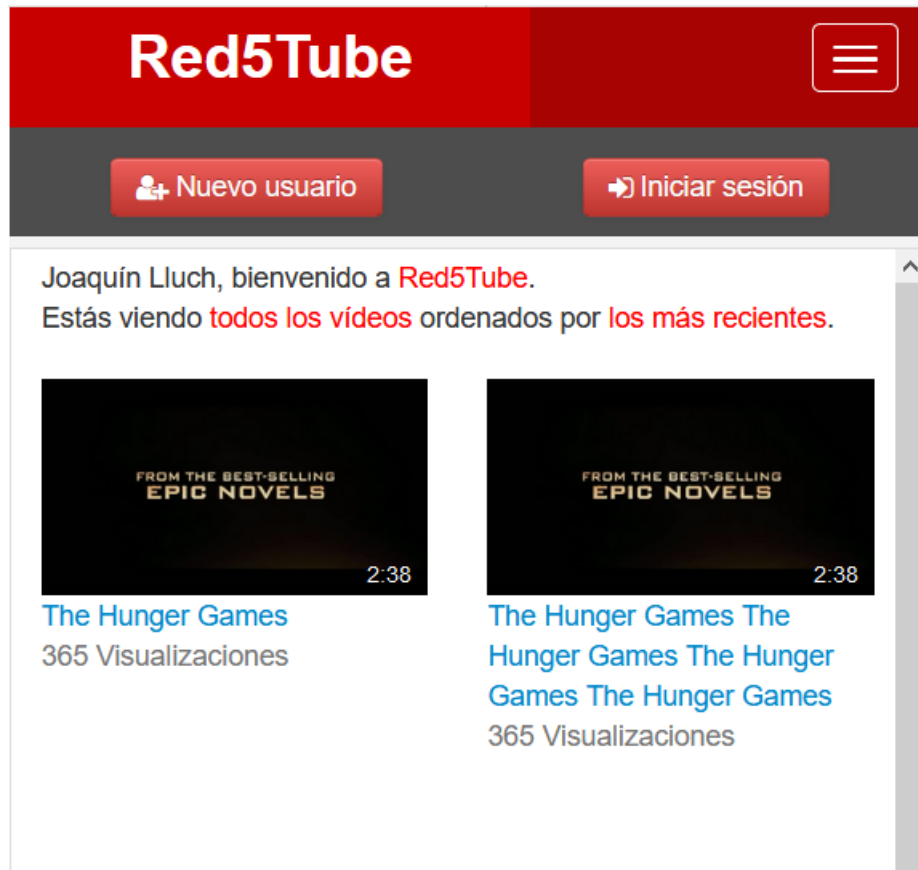 Red5Tube
Nuevo usuario
Iniciar sesión
Joaquín Lluch, bienvenido a Red5Tube.
Estás viendo todos los vídeos ordenados por los más recientes.
FROM THE BEST-SELLING
EPIC NOVELS
2:38
The Hunger Games
365 Visualizaciones
FROM THE BEST-SELLING
EPIC NOVELS
2:38
The Hunger Games The
Hunger Games The Hunger
Games The Hunger Games
365 Visualizaciones